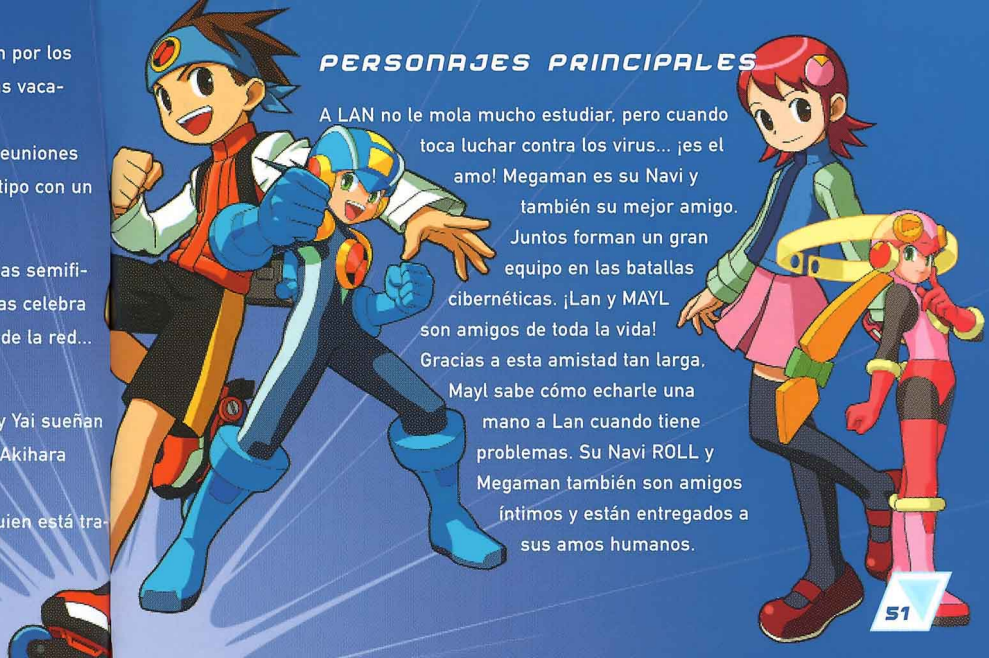 n por los
s vaca-
euniones
tipo con un
as semifi-
as celebra
de la red...
y Yai sueñan
Akihara
uien está tra-
PERSONAJES PRINCIPALES
A LAN no le mola mucho estudiar, pero cuando
toca luchar contra los virus... ¡es el
amo! Megaman es su Navi y
también su mejor amigo.
Juntos forman un gran
equipo en las batallas
cibernéticas. ¡Lan y MAYL
son amigos de toda la vida!
Gracias a esta amistad tan larga,
Mayl sabe cómo echarle una
mano a Lan cuando tiene
problemas. Su Navi ROLL y
Megaman también son amigos
íntimos y están entregados a
sus amos humanos.
51